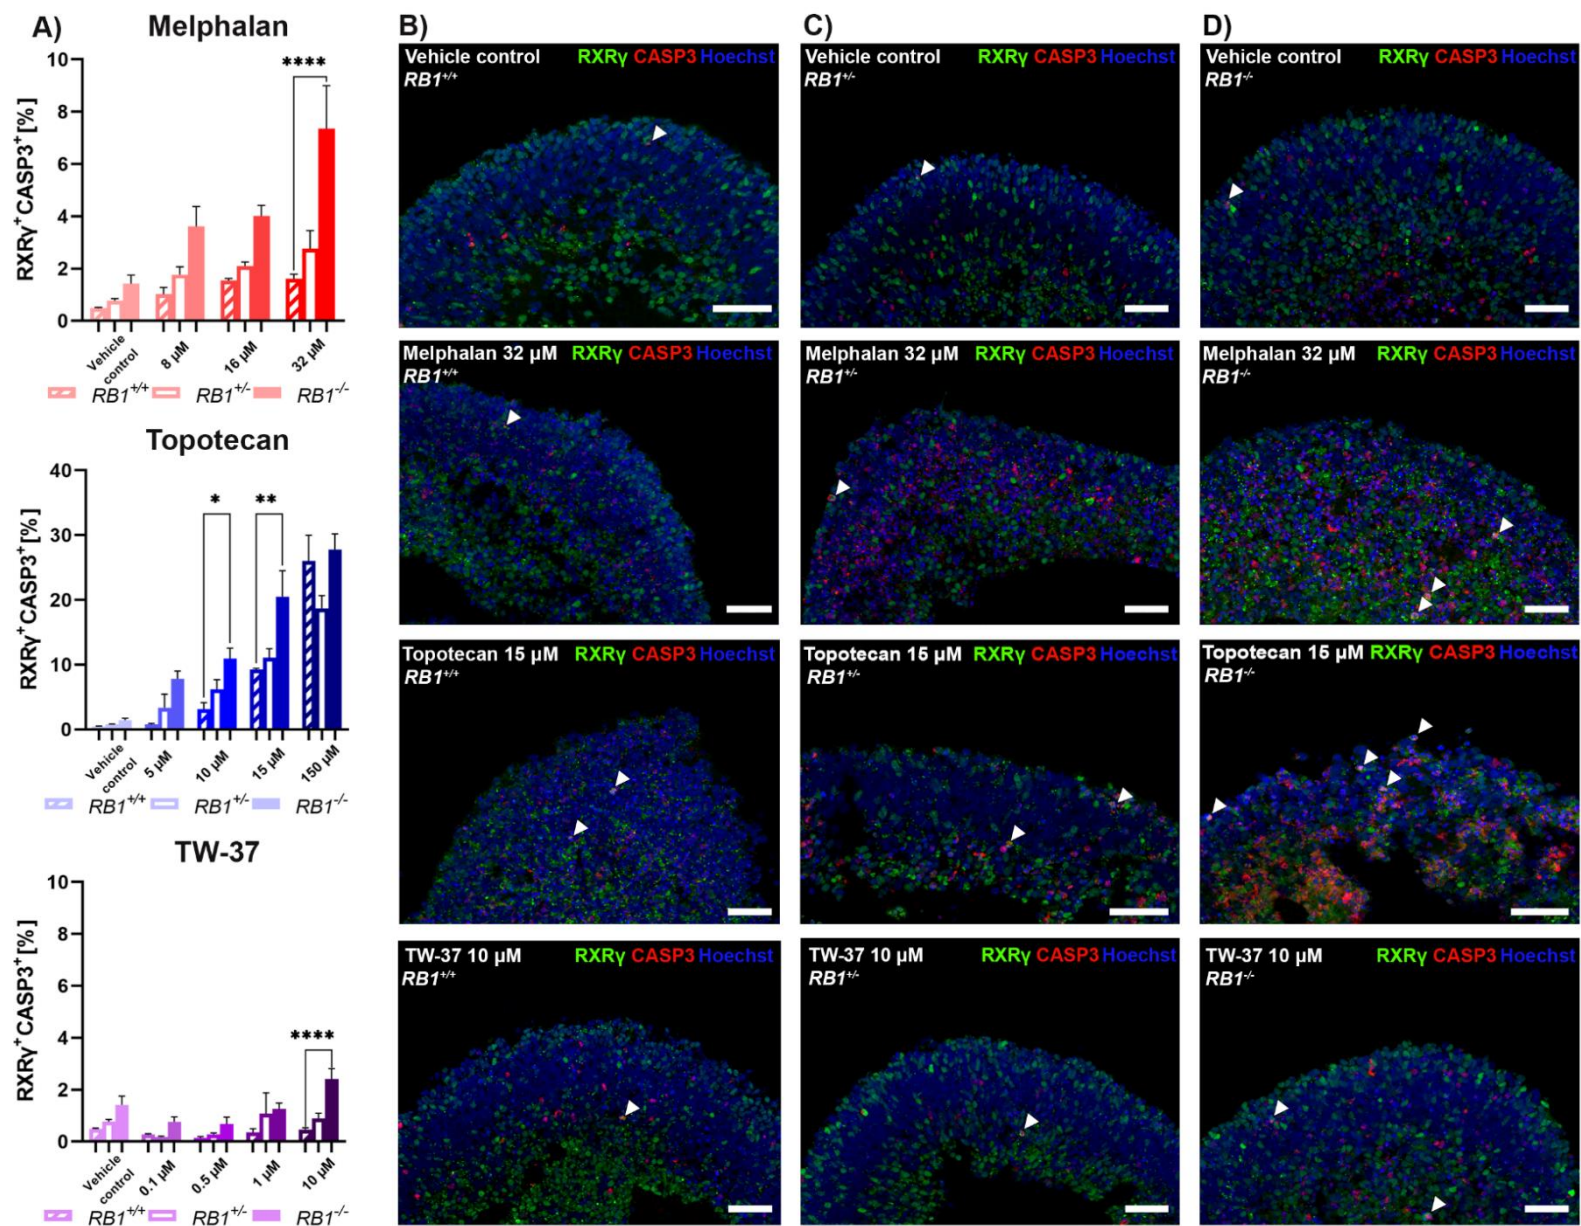 A)
Melphalan
RXRγ⁺CASP3⁺[%]
10
8
6
4
2
0
****
Vehicle control
8 µM
16 µM
32 µM
RB1⁺/⁺
RB1⁺/⁻
RB1⁻/⁻
Topotecan
RXRγ⁺CASP3⁺[%]
40
30
20
10
0
*
**
Vehicle control
5 µM
10 µM
15 µM
150 µM
RB1⁺/⁺
RB1⁺/⁻
RB1⁻/⁻
TW-37
RXRγ⁺CASP3⁺[%]
10
8
6
4
2
0
****
Vehicle control
0.1 µM
0.5 µM
1 µM
10 µM
RB1⁺/⁺
RB1⁺/⁻
RB1⁻/⁻
B)
Vehicle control RXRγ CASP3 Hoechst
RB1⁺/⁺
Melphalan 32 µM RXRγ CASP3 Hoechst
RB1⁺/⁺
Topotecan 15 µM RXRγ CASP3 Hoechst
RB1⁺/⁺
TW-37 10 µM RXRγ CASP3 Hoechst
RB1⁺/⁺
C)
Vehicle control RXRγ CASP3 Hoechst
RB1⁺/⁻
Melphalan 32 µM RXRγ CASP3 Hoechst
RB1⁺/⁻
Topotecan 15 µM RXRγ CASP3 Hoechst
RB1⁺/⁻
TW-37 10 µM RXRγ CASP3 Hoechst
RB1⁺/⁻
D)
Vehicle control RXRγ CASP3 Hoechst
RB1⁻/⁻
Melphalan 32 µM RXRγ CASP3 Hoechst
RB1⁻/⁻
Topotecan 15 µM RXRγ CASP3 Hoechst
RB1⁻/⁻
TW-37 10 µM RXRγ CASP3 Hoechst
RB1⁻/⁻